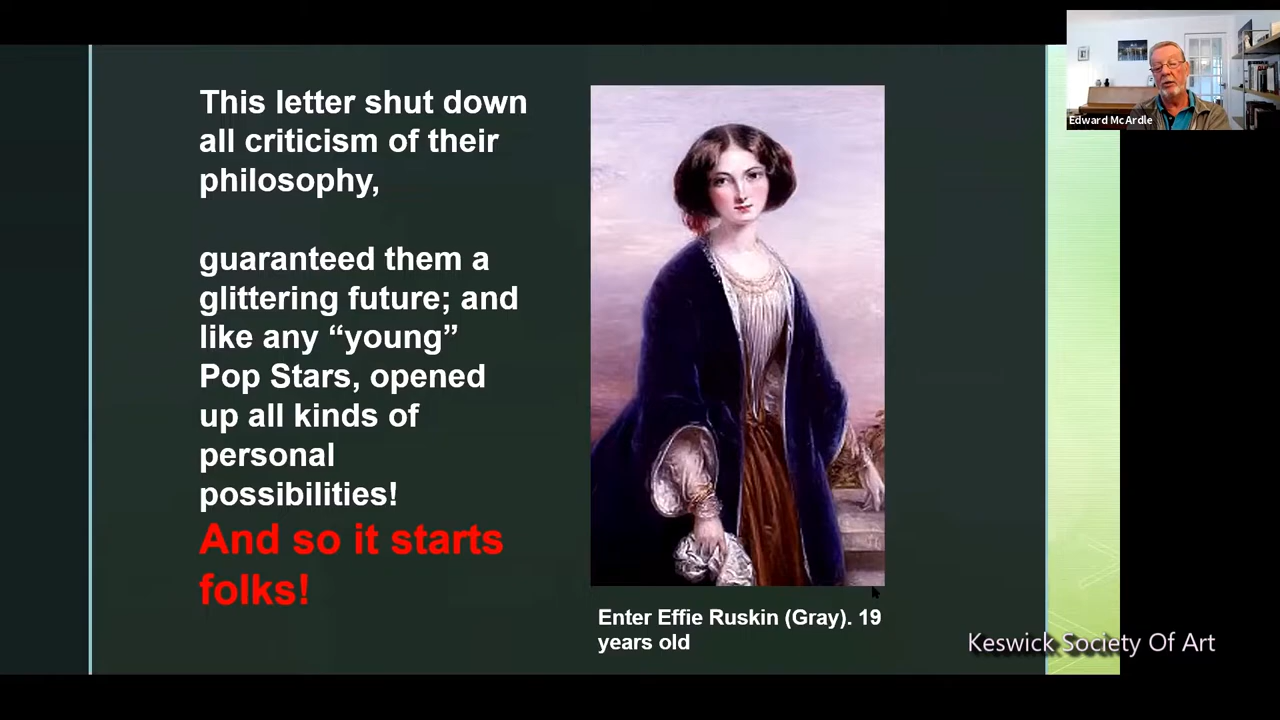 This letter shut down
all criticism of their
philosophy,
guaranteed them a
glittering future; and
like any “young”
Pop Stars, opened
up all kinds of
personal
possibilities!
And so it starts
folks!
Enter Effie Ruskin (Gray). 19
years old
Edward McArdle
Keswick Society Of Art